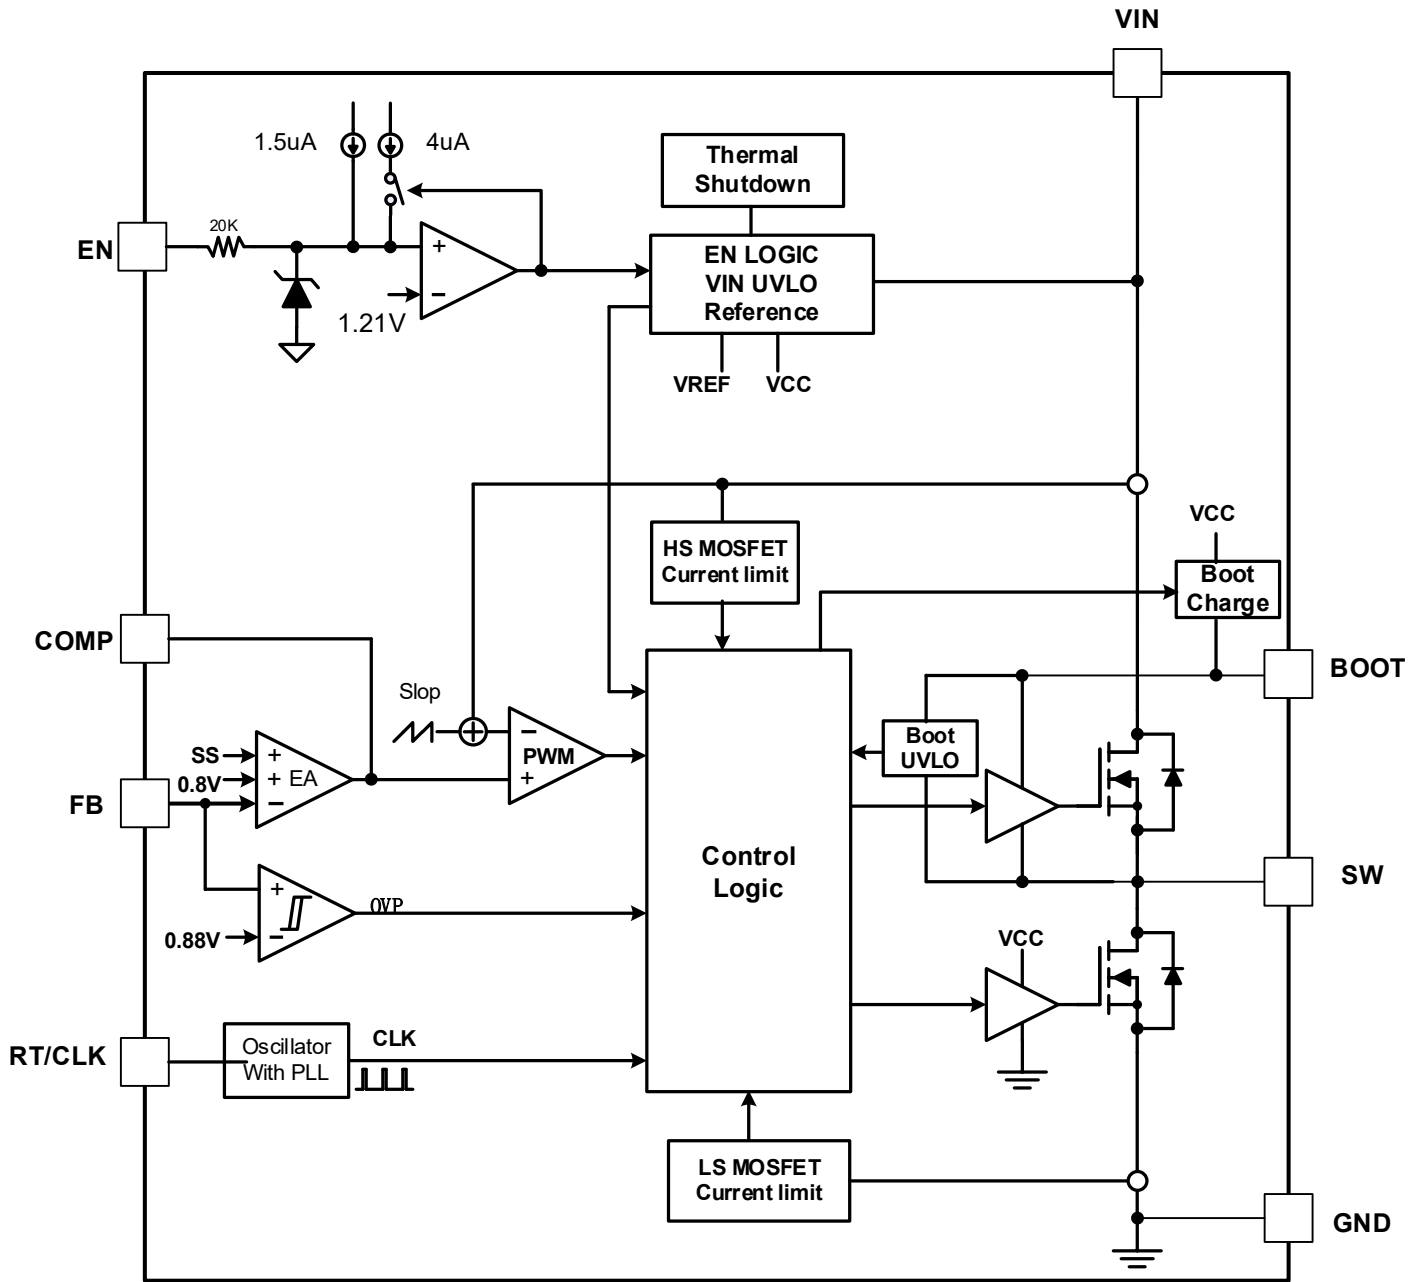 VIN
1.5uA
4uA
Thermal
Shutdown
20K
EN
+
−
1.21V
EN LOGIC
VIN UVLO
Reference
VREF
VCC
HS MOSFET
Current limit
VCC
Boot
Charge
COMP
BOOT
Slop
+
−
PWM
+
SS
0.8V
+
+ EA
−
FB
Boot
UVLO
Control
Logic
SW
+
−
OVP
0.88V
VCC
RT/CLK
Oscillator
With PLL
CLK
LS MOSFET
Current limit
GND